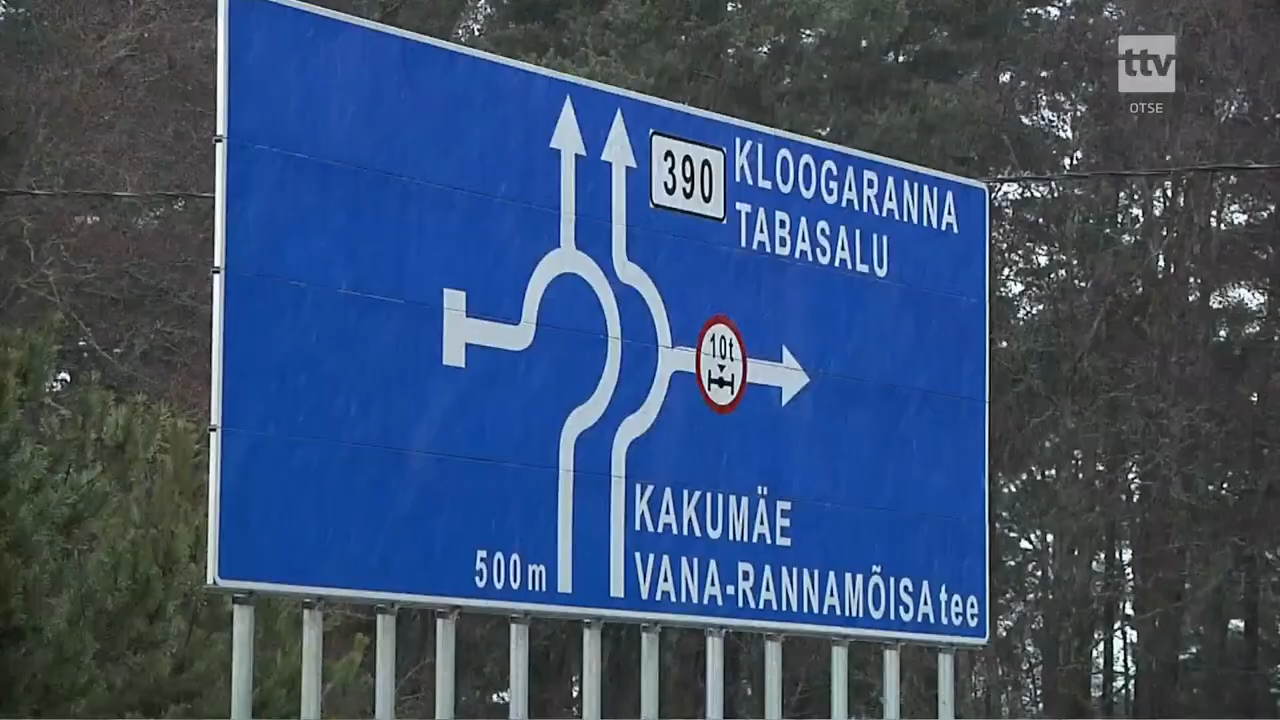 ttv
OTSE
390
KLOOGARANNA
TABASALU
10t
KAKUMÄE
500m
VANA-RANNAMÕISA tee